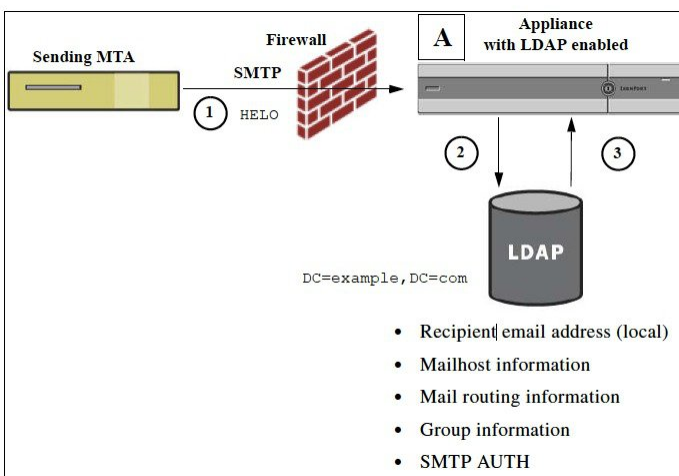 Sending MTA
Firewall
SMTP
1
HELO
A
Appliance
with LDAP enabled
IRONPORT
2
3
LDAP
DC=example,DC=com
• Recipient email address (local)
• Mailhost information
• Mail routing information
• Group information
• SMTP AUTH